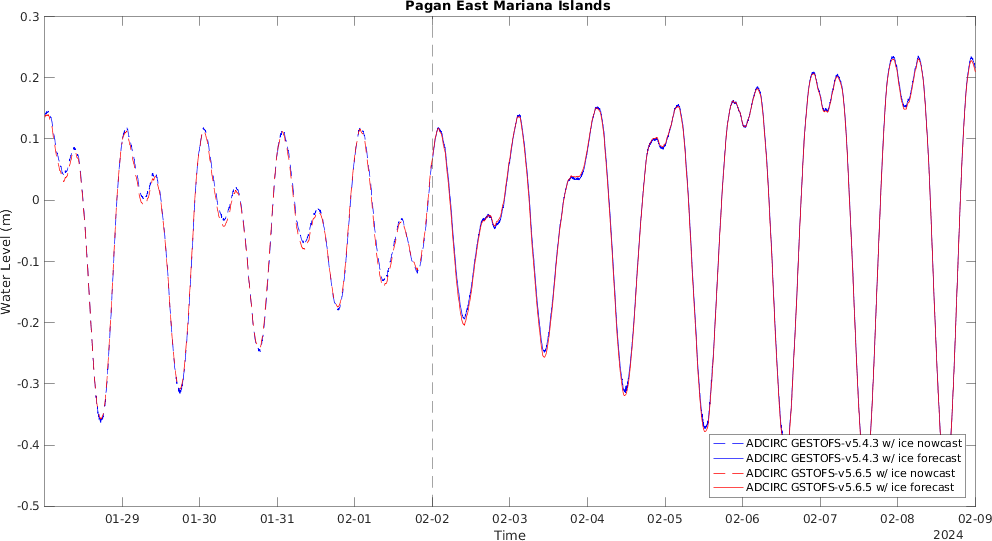 Pagan East Mariana Islands
0.3
0.2
0.1
0
-0.1
-0.2
-0.3
-0.4
-0.5
Water Level (m)
ADCIRC GESTOFS-v5.4.3 w/ ice nowcast
ADCIRC GESTOFS-v5.4.3 w/ ice forecast
ADCIRC GSTOFS-v5.6.5 w/ ice nowcast
ADCIRC GSTOFS-v5.6.5 w/ ice forecast
01-29 01-30 01-31 02-01 02-02 02-03 02-04 02-05 02-06 02-07 02-08 02-09
Time
2024